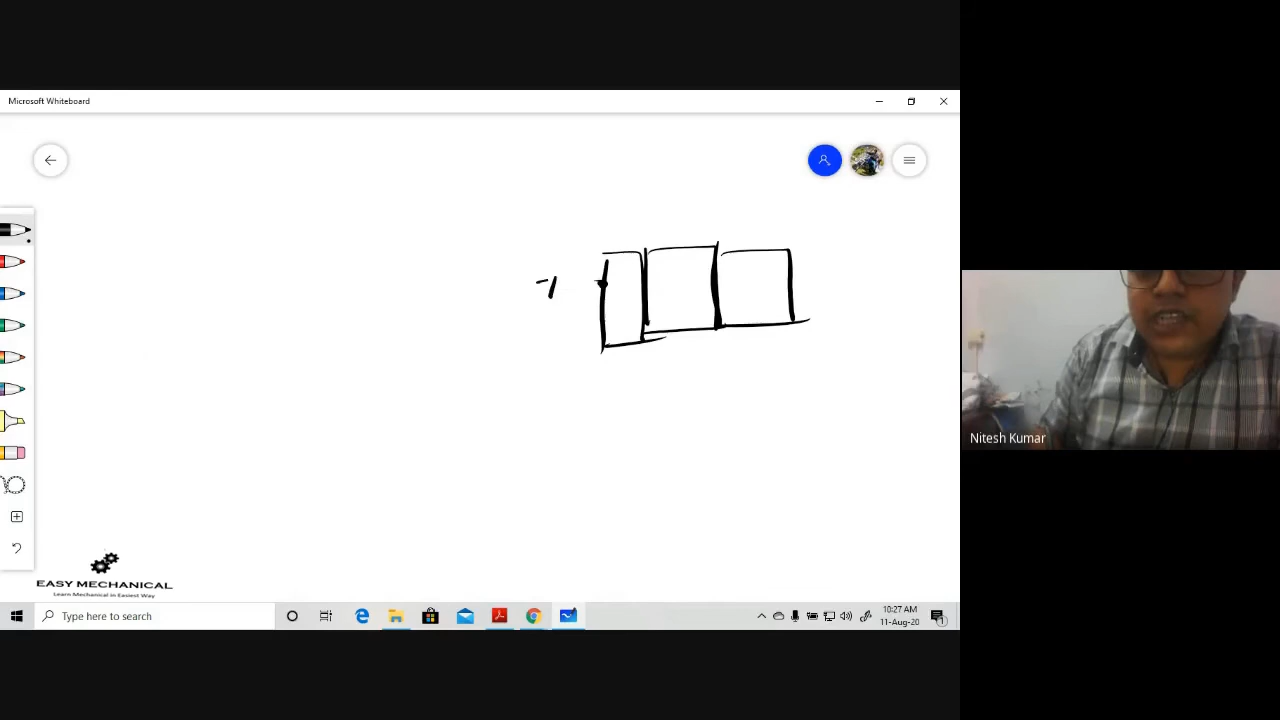 Microsoft Whiteboard
Nitesh Kumar
EASY MECHANICAL
Learn Mechanical in Easiest Way
Type here to search
10:27 AM
11-Aug-20
1